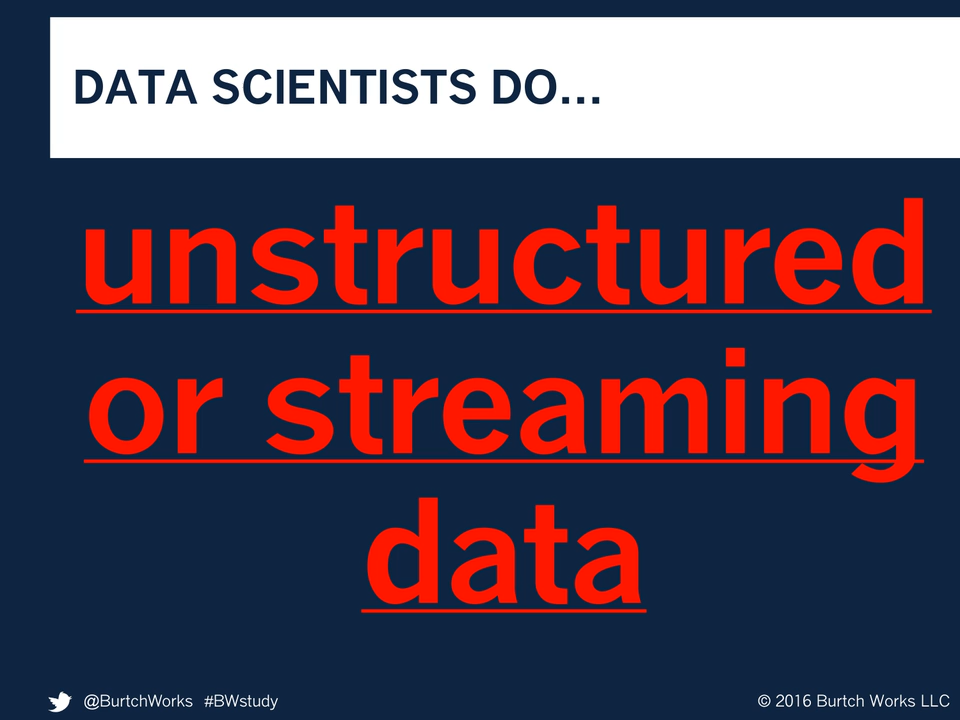 DATA SCIENTISTS DO...
unstructured
or streaming
data
@BurtchWorks #BWstudy
© 2016 Burtch Works LLC